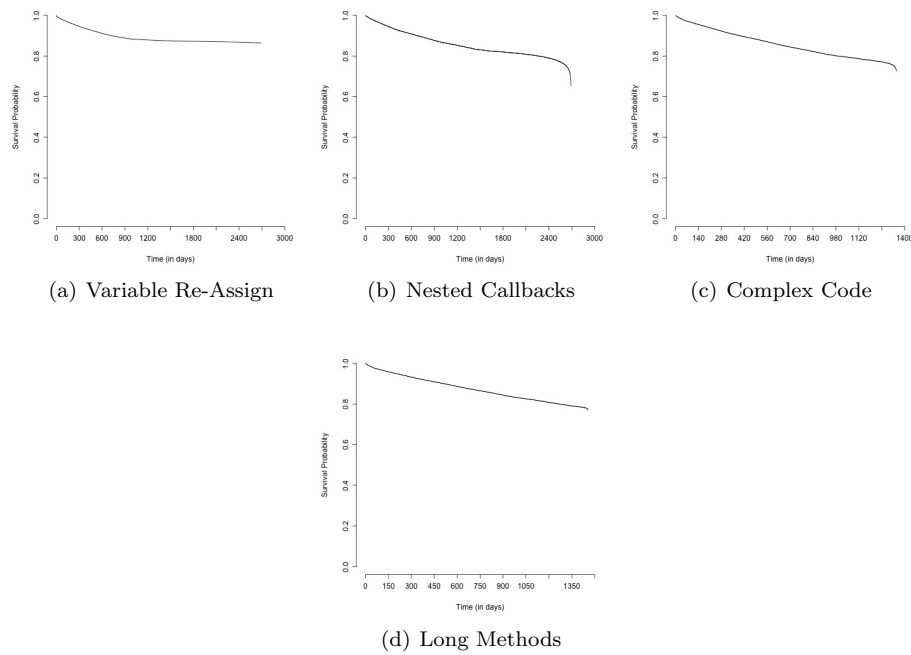 1.0
0.8
0.6
0.4
0.2
0.0
Survival Probability
0 300 600 900 1200 1800 2400 3000
Time (in days)
(a) Variable Re-Assign
1.0
0.8
0.6
0.4
0.2
0.0
Survival Probability
0 300 600 900 1200 1800 2400 3000
Time (in days)
(b) Nested Callbacks
1.0
0.8
0.6
0.4
0.2
0.0
Survival Probability
0 140 280 420 560 700 840 980 1120 1400
Time (in days)
(c) Complex Code
1.0
0.8
0.6
0.4
0.2
0.0
Survival Probability
0 150 300 450 600 750 900 1050 1350
Time (in days)
(d) Long Methods